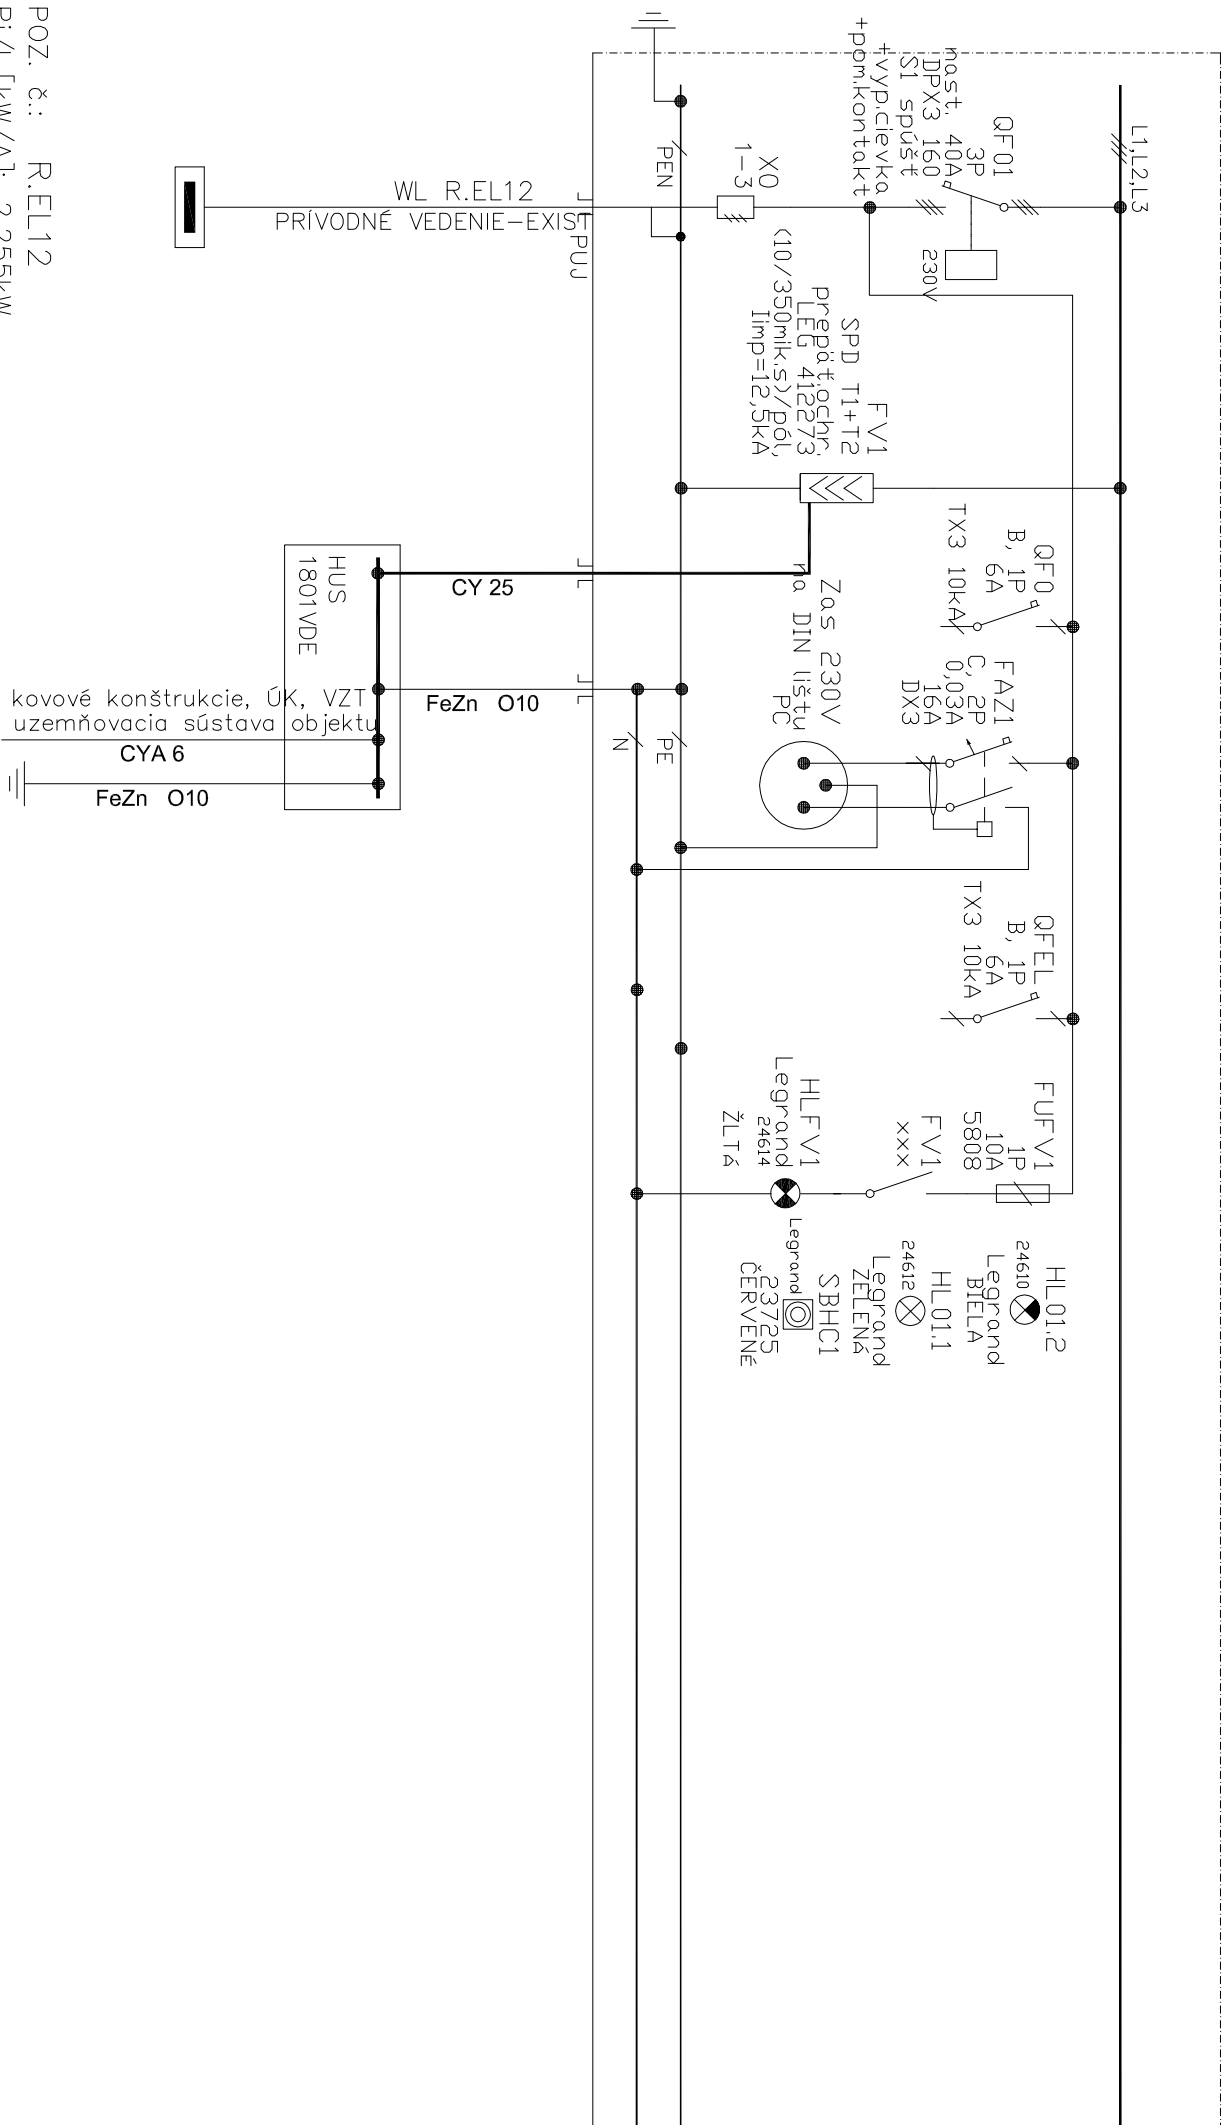 L1,L2,L3
QF01
3P
nast. 40A
DPX3 160
S1 spúšť
+vyp.cievka
+pom.kontakt
230V
XO
1-3
PEN
PUJ
WL R.EL12
PRÍVODNÉ VEDENIE-EXIST
POZ. č.: R.EL12
FV1
SPD T1+T2
prepäť.ochr.
LEG 412273
(10/350mik.s)/pól,
Iimp=12,5kA
QF0
B, 1P
6A
TX3 10kA
FAZ1
C, 2P
0,03A
16A
DX3
Zas 230V
na DIN lištu
PC
PE
N
CY 25
FeZn O10
HUS
1801VDE
kovové konštrukcie, ÚK, VZT
uzemňovacia sústava objektu
CYA 6
FeZn O10
QFEL
B, 1P
6A
TX3 10kA
FUFV1
1P
10A
5808
FV1
xxx
HLFV1
Legrand
24614
ŽLTÁ
HL01.2
24610
Legrand
BIELA
HL01.1
24612
Legrand
ZELENÁ
SBHC1
Legrand
23725
ČERVENÉ